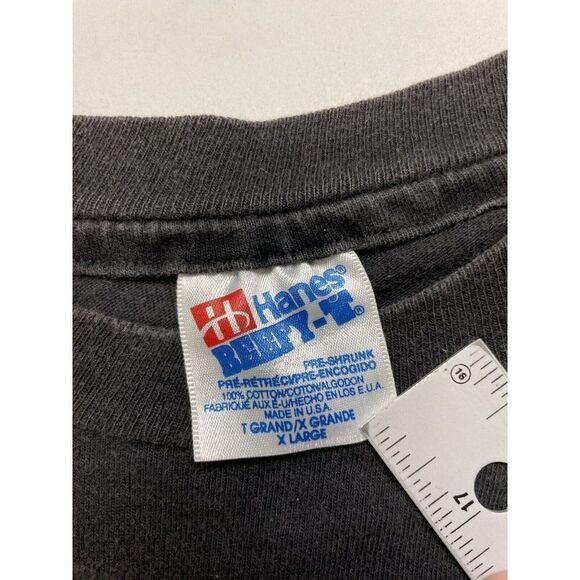 Hanes®
BEEFY-T®
PRE-SHRUNK
PRÉ-RÉTRÉCI/PRE-ENCOGIDO
100% COTTON/COTON/ALGODON
FABRIQUÉ AUX É-U/HECHO EN LOS E.U.A.
MADE IN U.S.A.
T GRAND/X GRANDE
X LARGE
16
17